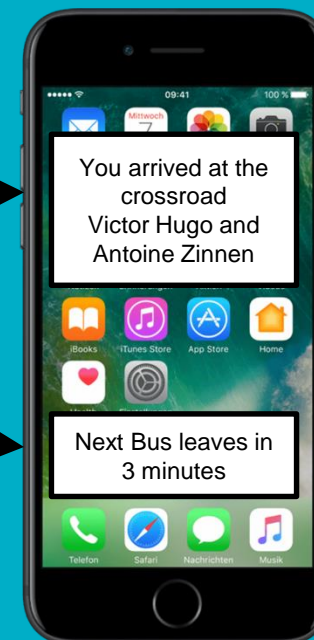 09:41
100 %
Mittwoch
You arrived at the
crossroad
Victor Hugo and
Antoine Zinnen
iBooks iTunes Store App Store Home
Next Bus leaves in
3 minutes
Telefon Safari Nachrichten Musik